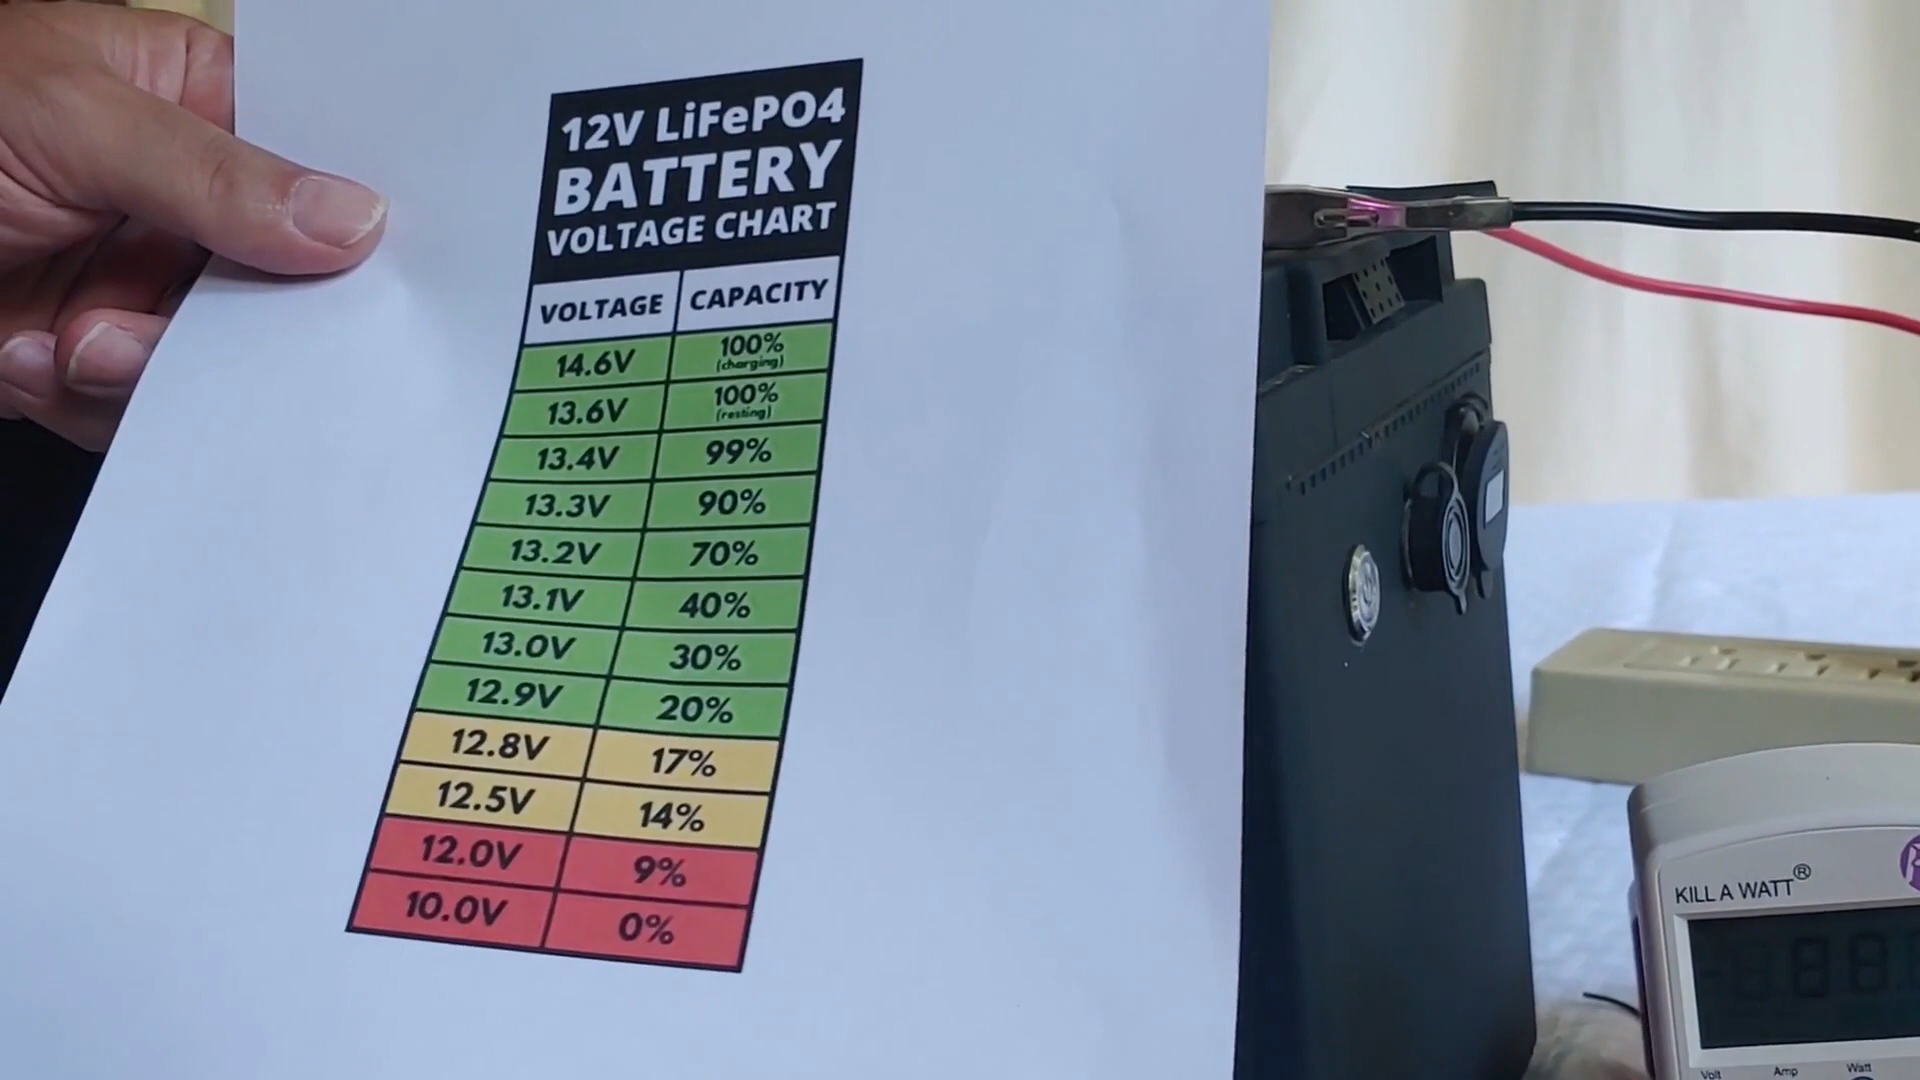 12V LiFePO4
BATTERY
VOLTAGE CHART
VOLTAGE CAPACITY
14.6V 100%
(charging)
13.6V 100%
(resting)
13.4V 99%
13.3V 90%
13.2V 70%
13.1V 40%
13.0V 30%
12.9V 20%
12.8V 17%
12.5V 14%
12.0V 9%
10.0V 0%
KILL A WATT®
Volt Amp Watt